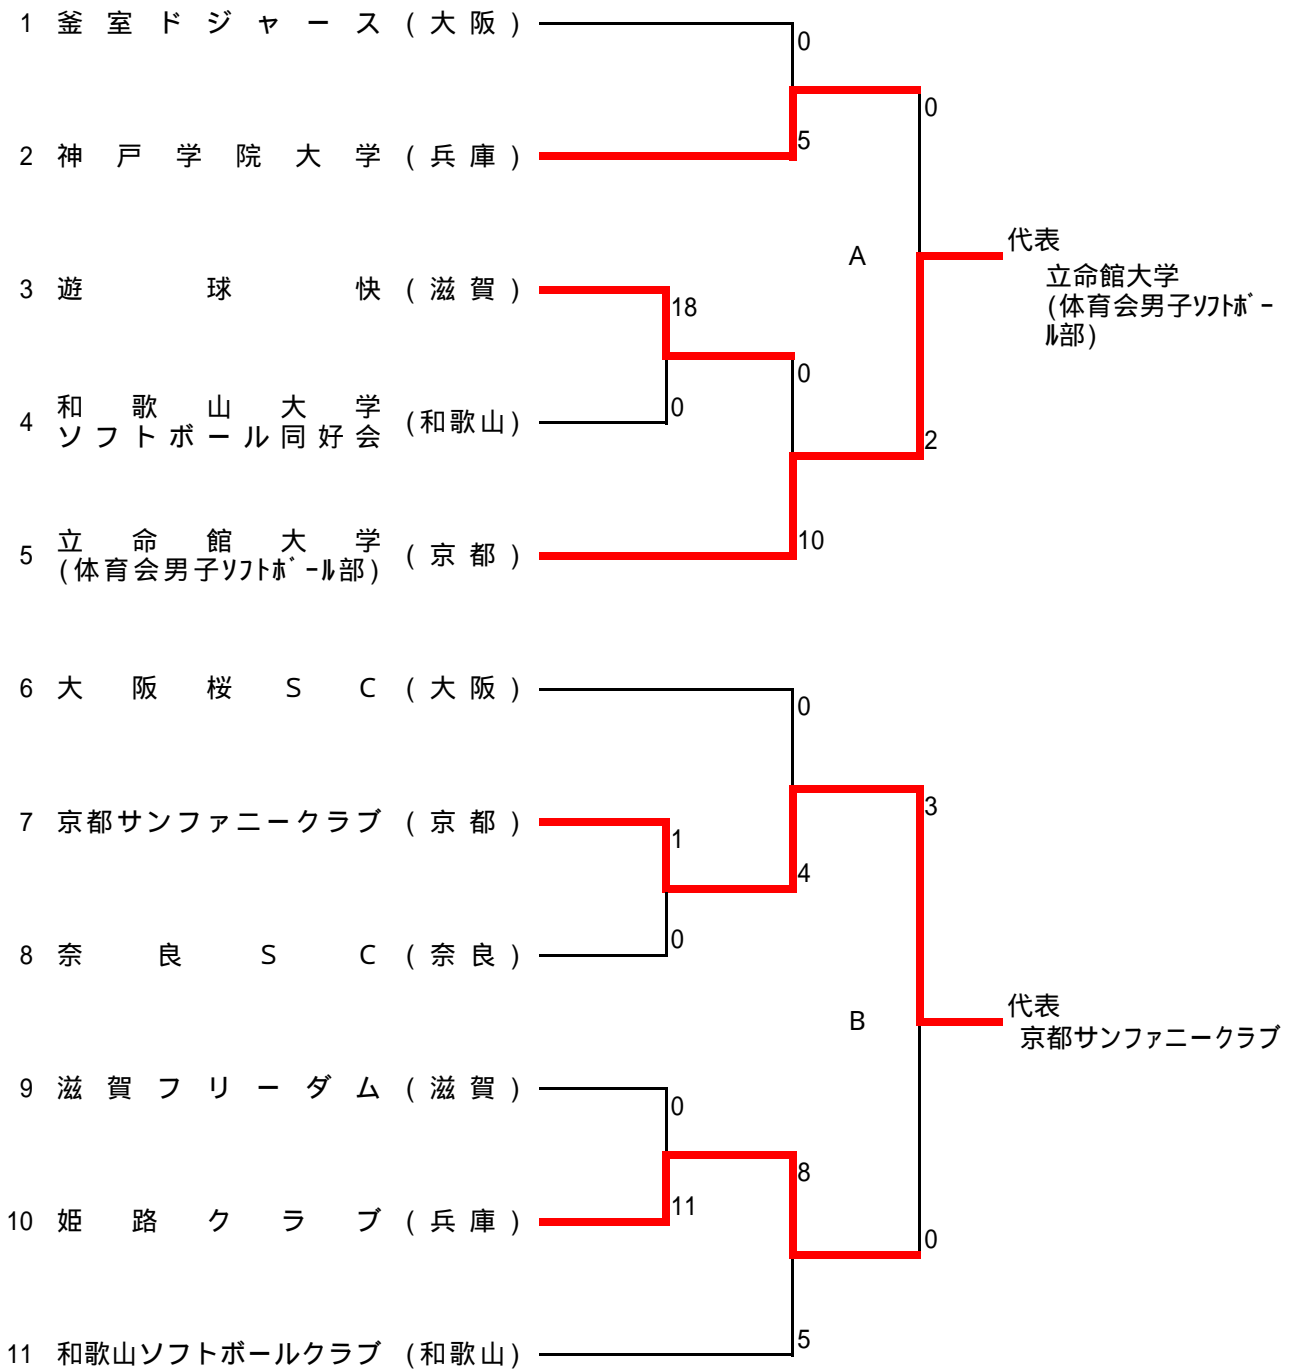 1 釜室ドジャース (大阪)
0
0
5
2 神戸学院大学 (兵庫)
代表
A
立命館大学
(体育会男子ソフトボー
ル部)
3 遊球快 (滋賀)
18
0
4 和歌山大学
ソフトボール同好会 (和歌山)
0
2
10
5 立命館大学
(体育会男子ソフトボール部) (京都)
6 大阪桜SC (大阪)
0
3
7 京都サンファニークラブ (京都)
1
4
0
8 奈良SC (奈良)
代表
B
京都サンファニークラブ
9 滋賀フリーダム (滋賀)
0
8
11
10 姫路クラブ (兵庫)
0
5
11 和歌山ソフトボールクラブ (和歌山)